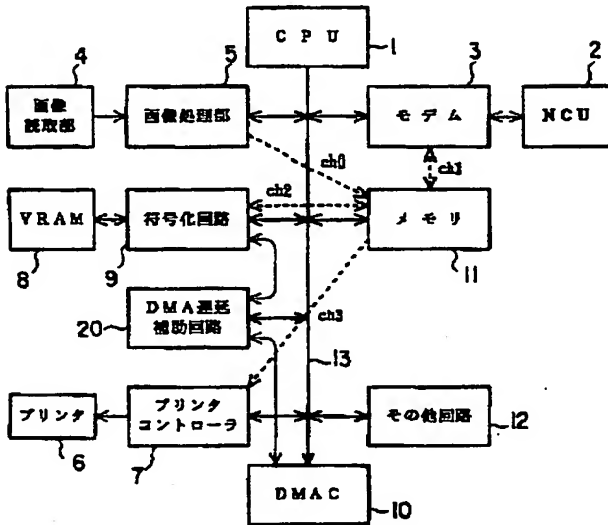 CPU
1
4
5
3
2
画像
読取部
画像処理部
モデム
NCU
ch0
ch1
ch2
VRAM
符号化回路
メモリ
8
9
11
DMA遅延
補助回路
20
ch3
13
プリンタ
プリンタ
コントローラ
その他回路
6
7
12
DMAC
10